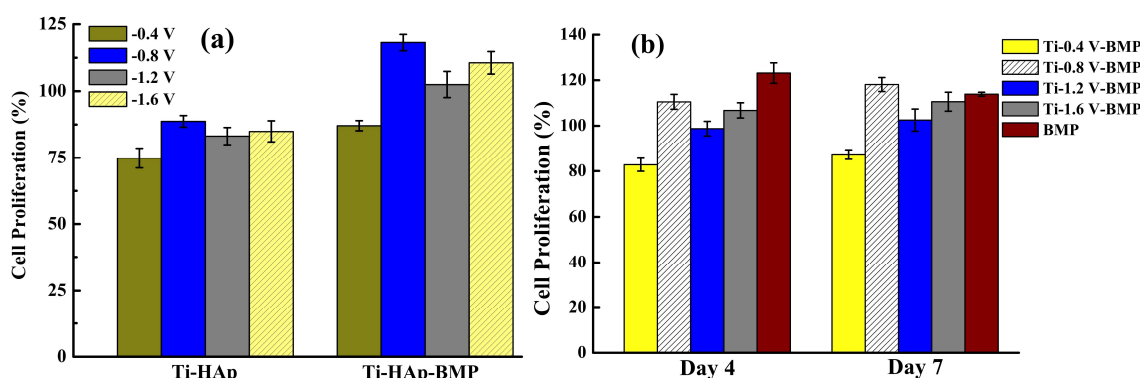 (a)
Cell Proliferation (%)
125
100
75
50
25
0
-0.4 V
-0.8 V
-1.2 V
-1.6 V
Ti-HAp
Ti-HAp-BMP
(b)
Cell Proliferation (%)
140
120
100
80
60
40
20
0
Ti-0.4 V-BMP
Ti-0.8 V-BMP
Ti-1.2 V-BMP
Ti-1.6 V-BMP
BMP
Day 4
Day 7